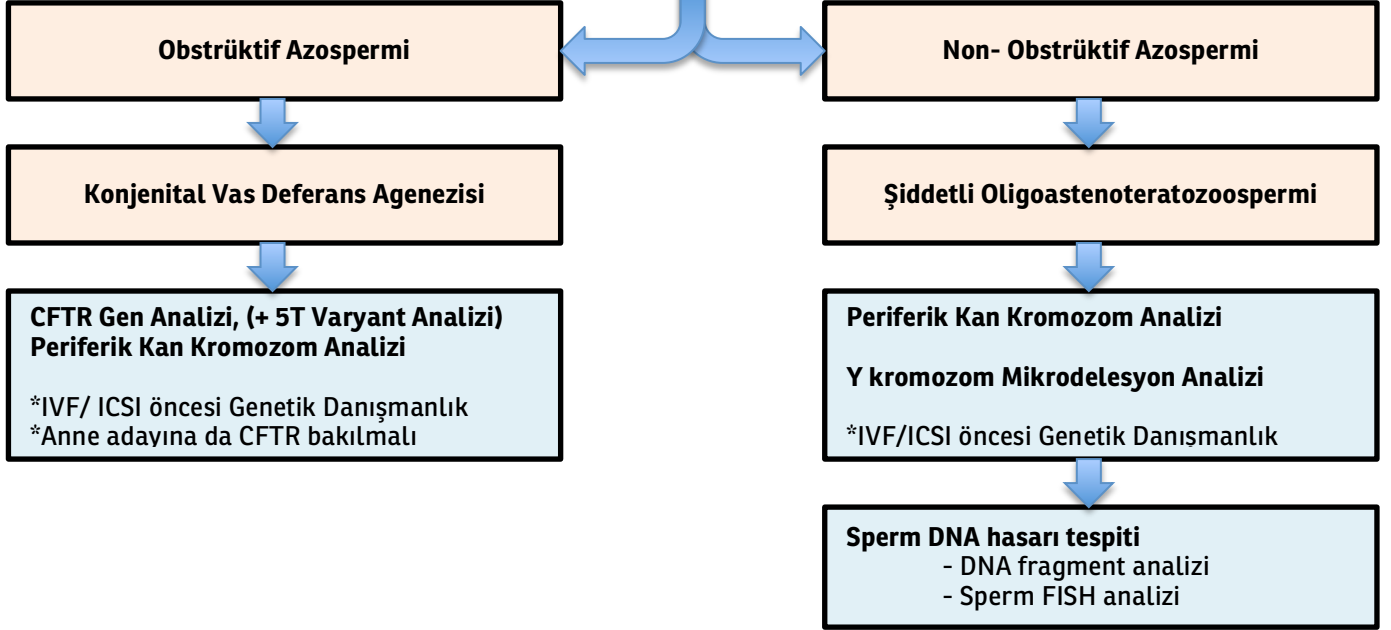 Obstrüktif Azospermi
Non- Obstrüktif Azospermi
Konjenital Vas Deferans Agenezisi
Şiddetli Oligoastenoteratozoospermi
CFTR Gen Analizi, (+ 5T Varyant Analizi)
Periferik Kan Kromozom Analizi
*IVF/ ICSI öncesi Genetik Danışmanlık
*Anne adayına da CFTR bakılmalı
Periferik Kan Kromozom Analizi
Y kromozom Mikrodelesyon Analizi
*IVF/ICSI öncesi Genetik Danışmanlık
Sperm DNA hasarı tespiti
- DNA fragment analizi
- Sperm FISH analizi